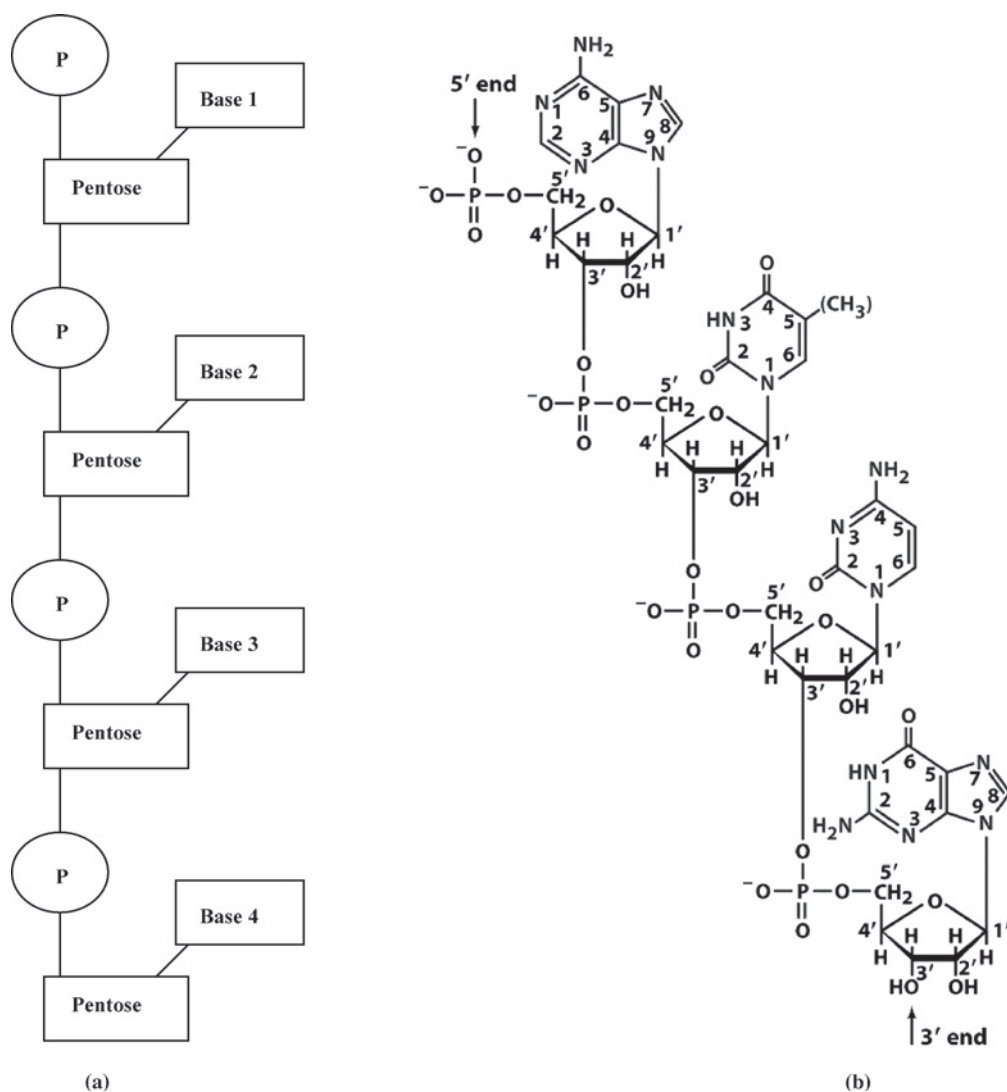 P
Base 1
Pentose
P
Base 2
Pentose
P
Base 3
Pentose
P
Base 4
Pentose
(a)
NH2
5' end
6
N 1 5 N 7
2 4 8
N 3 9 N
⁻O
⁻O—P—O—CH2 5'
O
O
4' H H 1'
H 3' 2' H
OH
O
4 (CH3)
HN 3 5
2 1 6
O N
O
⁻O—P—O—CH2 5'
O
O
4' H H 1'
H 3' 2' H
OH
NH2
4
N 3 5
2 1 6
O N
O
⁻O—P—O—CH2 5'
O
O
4' H H 1'
H 3' 2' H
OH
O
6
HN 1 5 N 7
2 4 8
H2N N 3 9 N
O
⁻O—P—O—CH2 5'
O
O
4' H H 1'
H 3' 2' H
HO OH
3' end
(b)